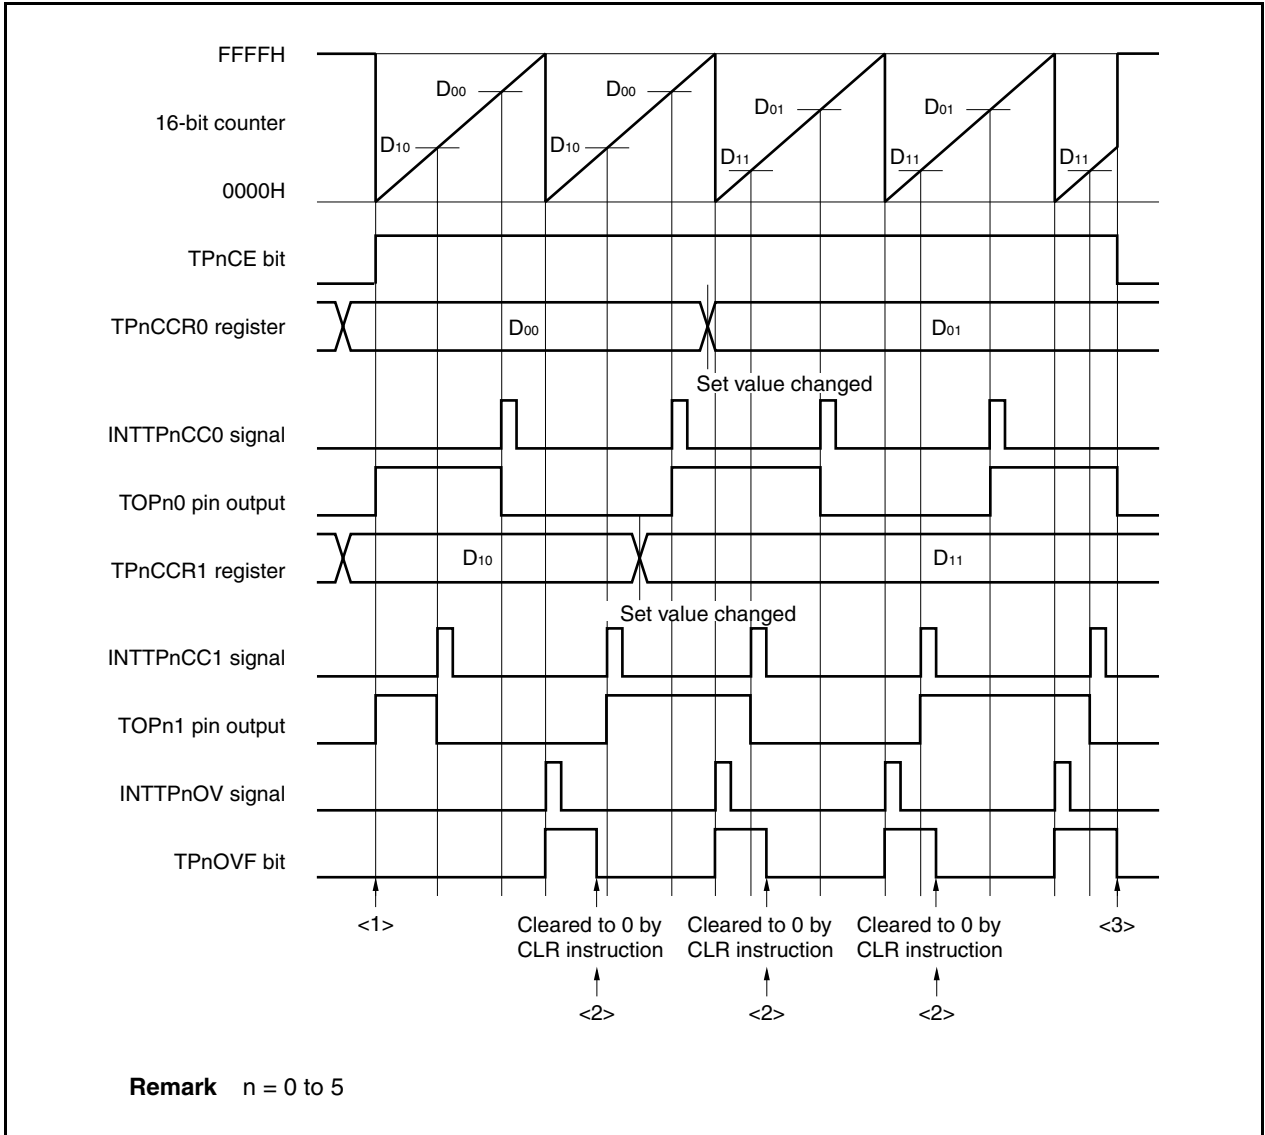 FFFFH
D00 D00
D01 D01
16-bit counter
D10 D10
D11 D11 D11
0000H
TPnCE bit
TPnCCR0 register
D00 D01
Set value changed
INTTPnCC0 signal
TOPn0 pin output
TPnCCR1 register
D10 D11
Set value changed
INTTPnCC1 signal
TOPn1 pin output
INTTPnOV signal
TPnOVF bit
<1> Cleared to 0 by Cleared to 0 by Cleared to 0 by <3>
CLR instruction CLR instruction CLR instruction
<2> <2> <2>
Remark n = 0 to 5